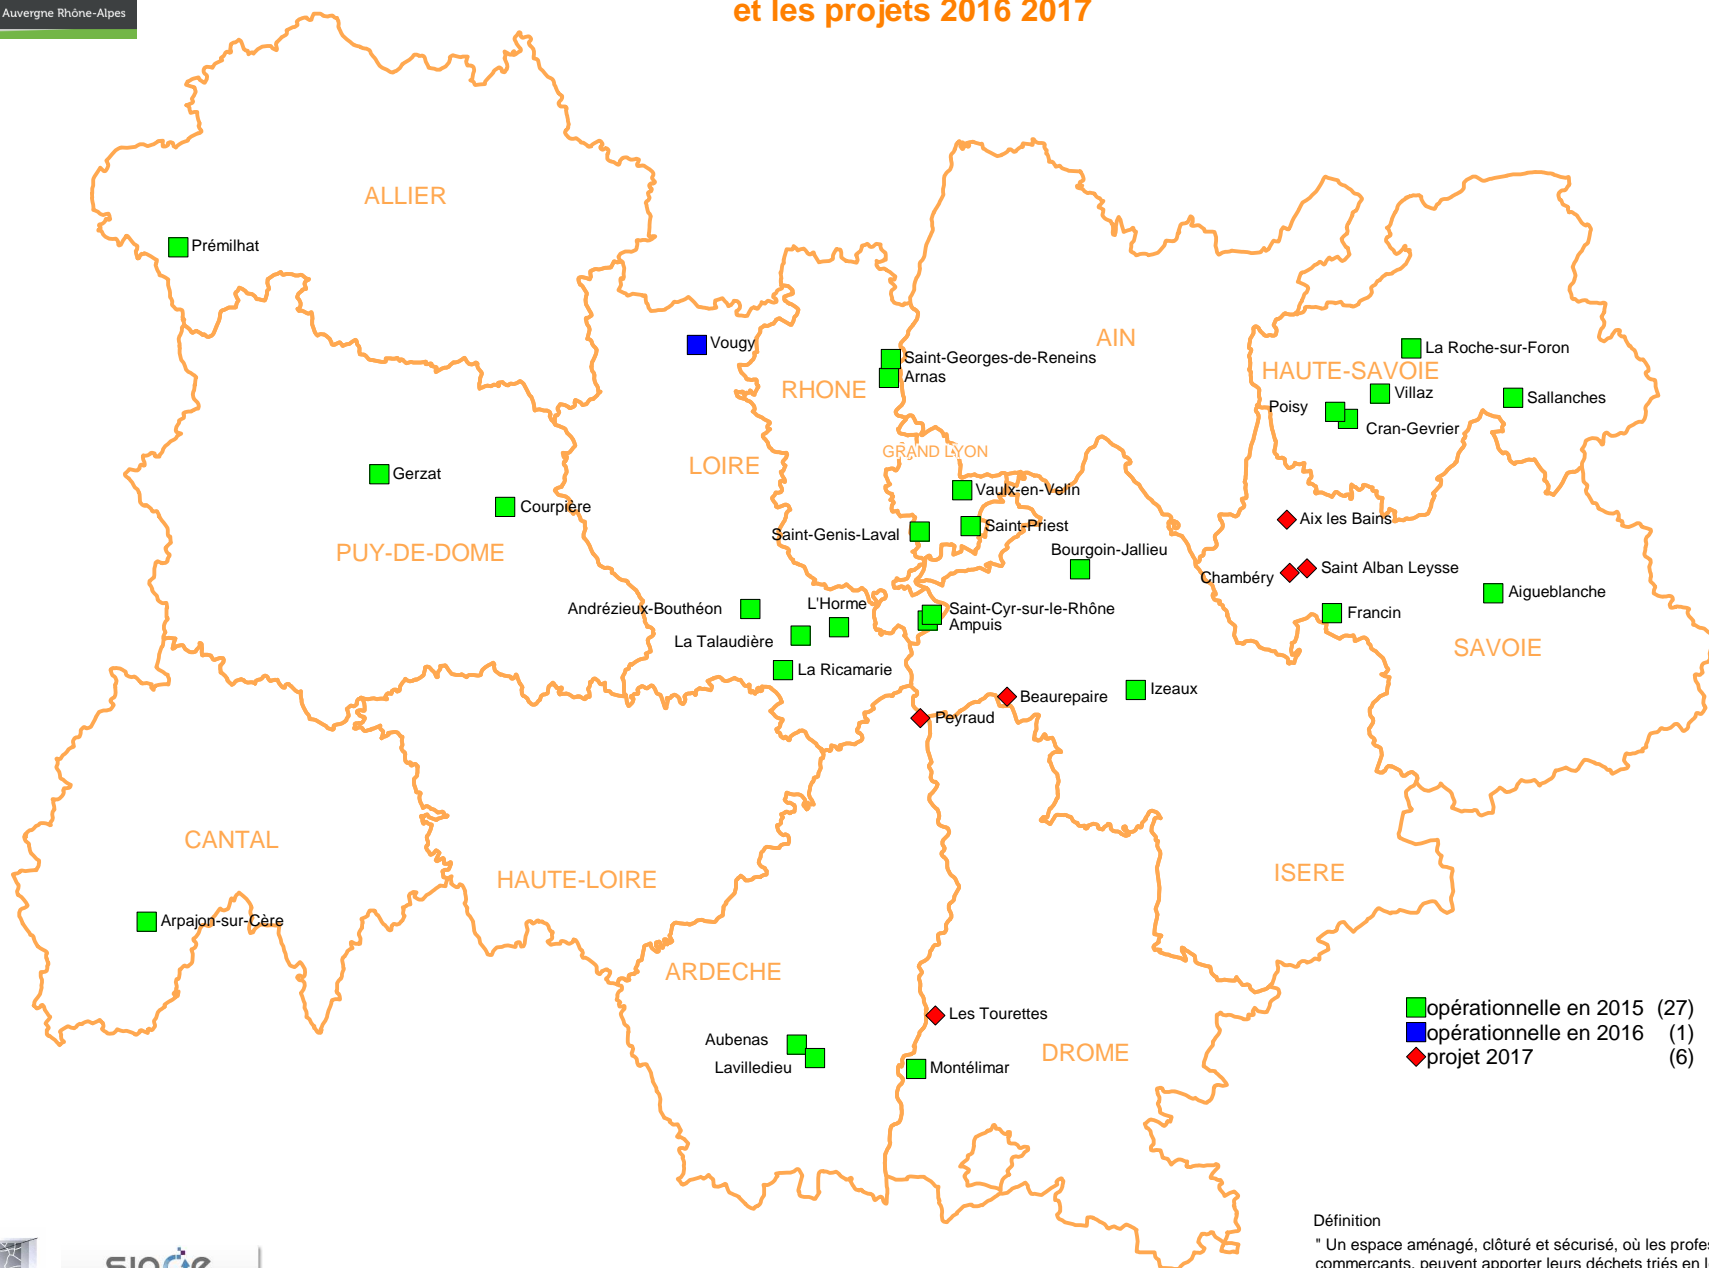 Auvergne Rhône-Alpes
et les projets 2016 2017
ALLIER
Prémilhat
Vougy
AIN
Saint-Georges-de-Reneins
Arnas
RHONE
La Roche-sur-Foron
HAUTE-SAVOIE
Villaz
Sallanches
Poisy
Cran-Gevrier
GRAND LYON
LOIRE
Gerzat
Courpière
Vaulx-en-Velin
Saint-Priest
Saint-Genis-Laval
Aix les Bains
PUY-DE-DOME
Bourgoin-Jallieu
Saint Alban Leysse
Chambéry
Aigueblanche
Francin
Andrézieux-Bouthéon
L'Horme
Saint-Cyr-sur-le-Rhône
Ampuis
La Talaudière
La Ricamarie
SAVOIE
Izeaux
Beaurepaire
Peyraud
CANTAL
HAUTE-LOIRE
ISERE
Arpajon-sur-Cère
ARDECHE
Les Tourettes
Aubenas
Lavilledieu
Montélimar
DROME
opérationnelle en 2015 (27)
opérationnelle en 2016 (1)
projet 2017 (6)
Définition
" Un espace aménagé, clôturé et sécurisé, où les profes
commerçants, peuvent apporter leurs déchets triés en l